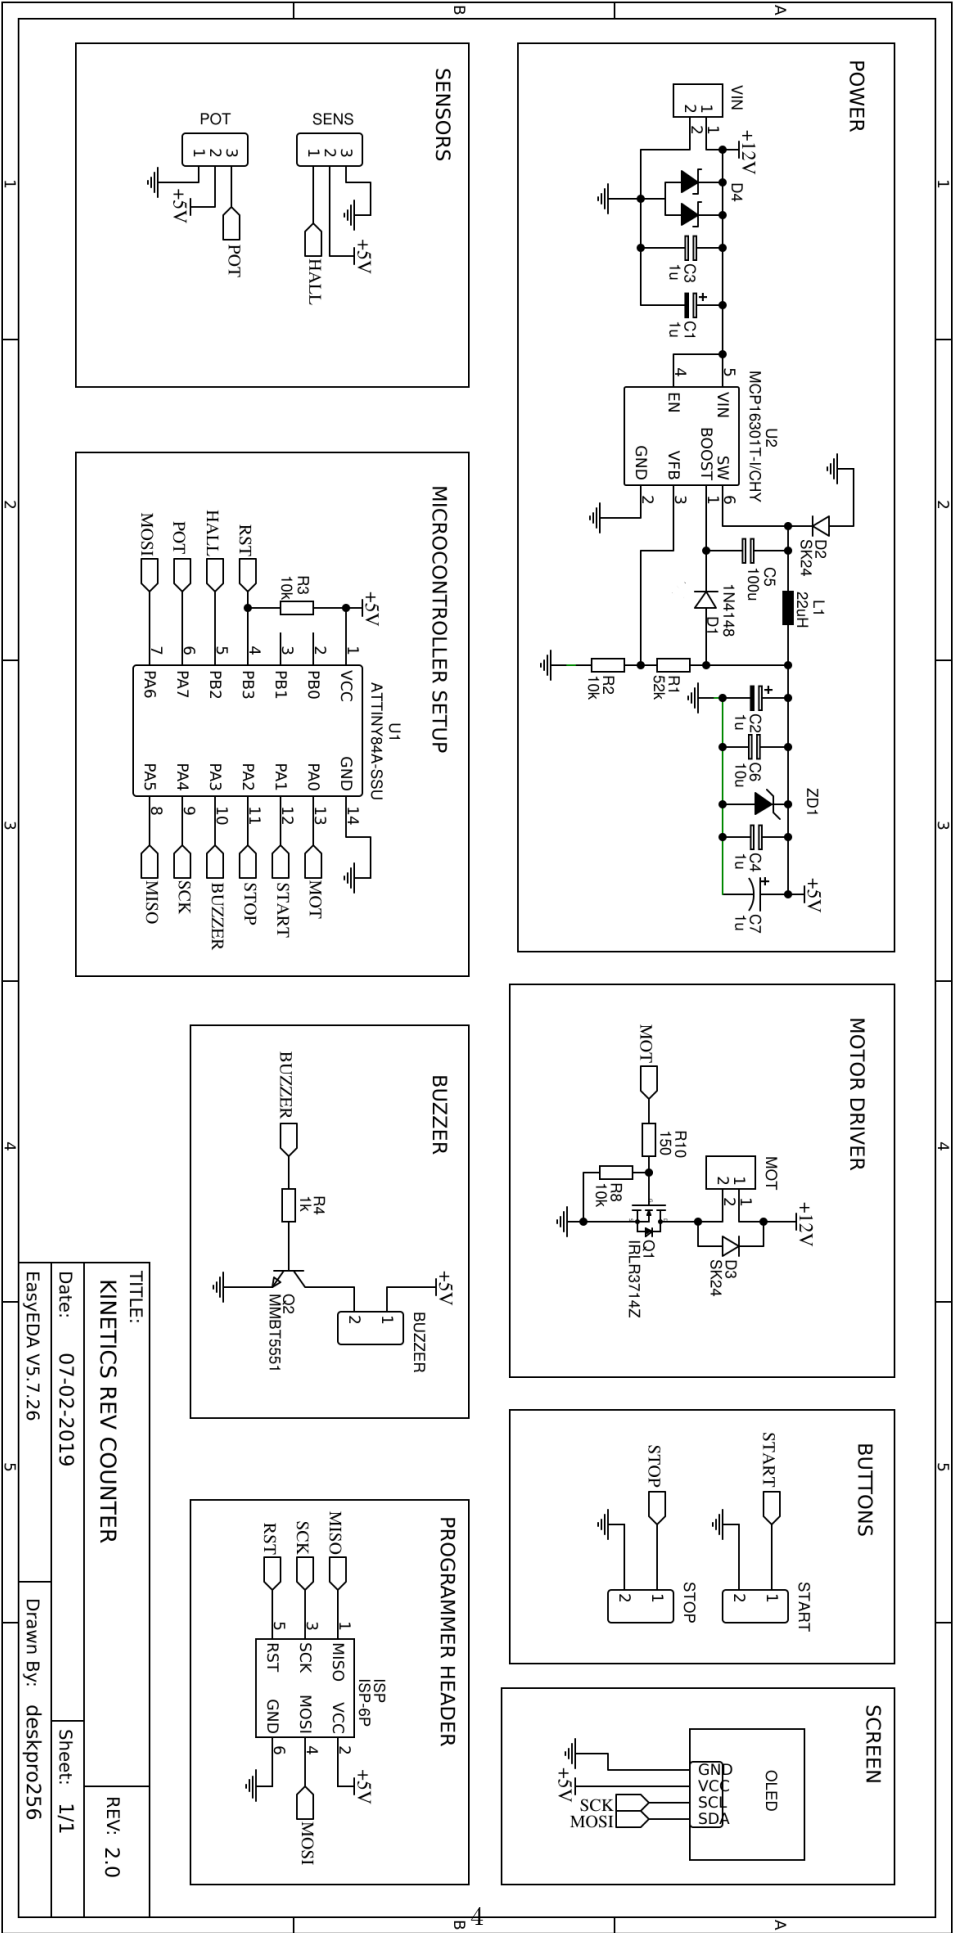 A
B
1
2
3
4
5
POWER
VIN
1
2
1
2
+12V
D4
C3
1u
C1
1u
U2
MCP16301T-I/CHY
5
4
VIN
EN
SW
BOOST
VFB
GND
6
1
3
2
D2
SK24
C5
100u
L1
22uH
1N4148
D1
R1
52k
R2
10k
C2
1u
C6
10u
ZD1
C4
1u
C7
1u
+5V
MOTOR DRIVER
MOT
R10
150
R8
10k
MOT
1
2
1
2
+12V
D3
SK24
Q1
IRLR3714Z
BUTTONS
START
START
1
2
STOP
STOP
1
2
SCREEN
OLED
GND
VCC
SCL
SDA
+5V
SCK
MOSI
SENSORS
SENS
3
2
1
+5V
HALL
POT
3
2
1
POT
+5V
MICROCONTROLLER SETUP
+5V
R3
10k
RST
HALL
POT
MOSI
U1
ATTINY84A-SSU
1
2
3
4
5
6
7
VCC
PB0
PB1
PB3
PB2
PA7
PA6
GND
PA0
PA1
PA2
PA3
PA4
PA5
14
13
12
11
10
9
8
MOT
START
STOP
BUZZER
SCK
MISO
BUZZER
BUZZER
R4
1k
Q2
MMBT5551
+5V
BUZZER
1
2
PROGRAMMER HEADER
MISO
SCK
RST
1
3
5
ISP
ISP-6P
MISO
SCK
RST
VCC
MOSI
GND
2
4
6
+5V
MOSI
TITLE:
KINETICS REV COUNTER
REV: 2.0
Date: 07-02-2019
Sheet: 1/1
EasyEDA V5.7.26
Drawn By: deskpro256
1
2
3
4
5
A
B
4